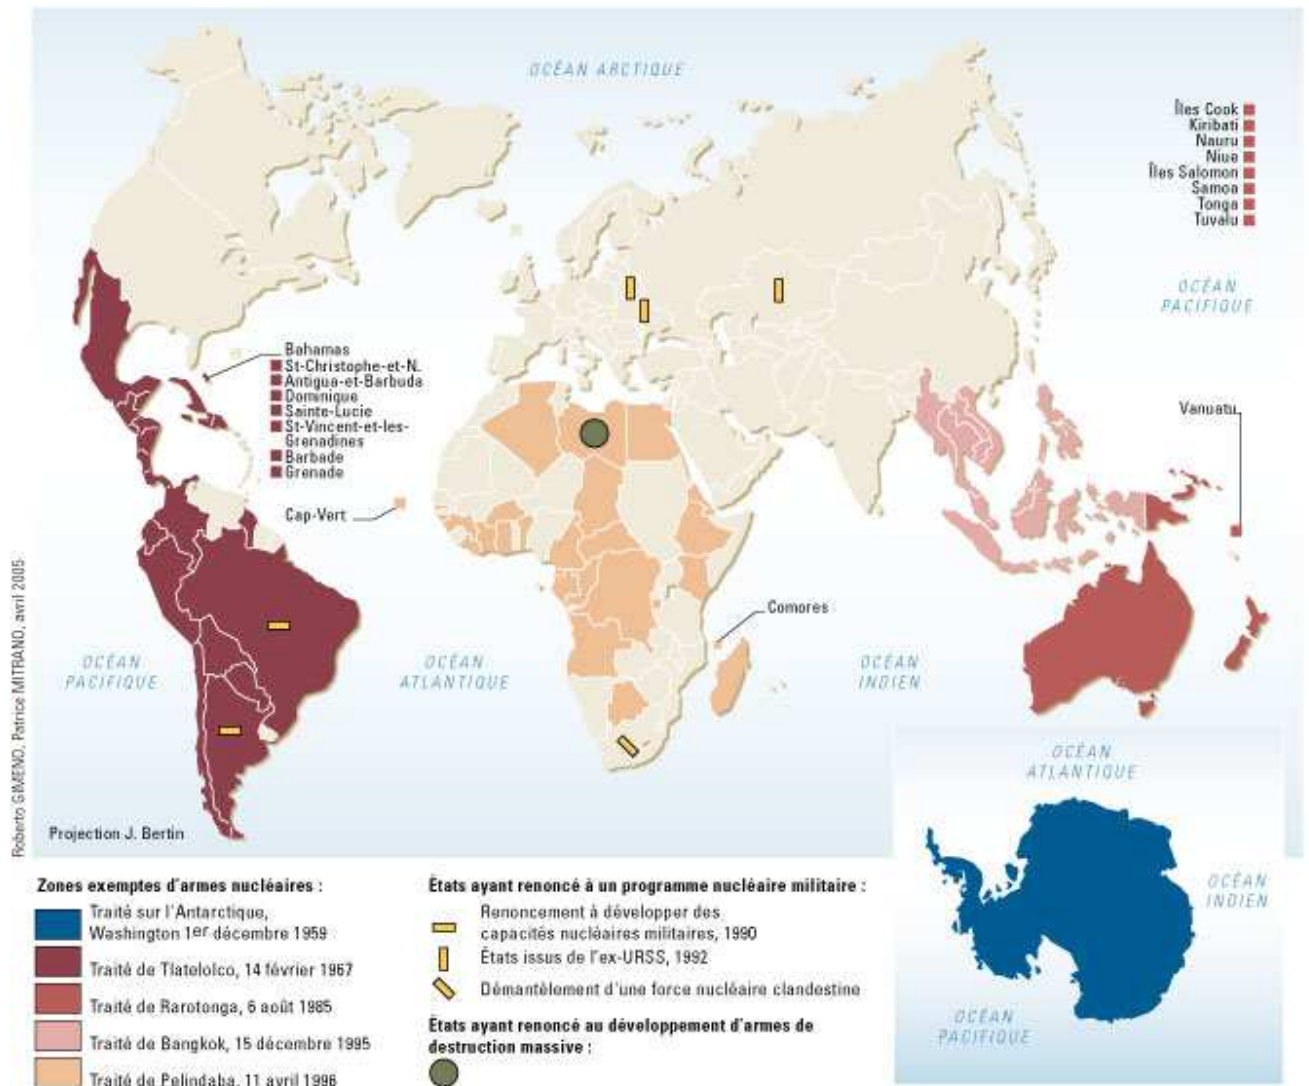 OCÉAN ARCTIQUE
Îles Cook
Kiribati
Nauru
Niue
Îles Salomon
Samoa
Tonga
Tuvalu
OCÉAN
PACIFIQUE
Bahamas
St-Christophe-et-N.
Antigua-et-Barbuda
Dominique
Sainte-Lucie
St-Vincent-et-les-
Grenadines
Barbade
Grenade
Vanuatu
Cap-Vert
Comores
OCÉAN
PACIFIQUE
OCÉAN
ATLANTIQUE
OCÉAN
INDIEN
Projection J. Bertin
Roberto GIMENO, Patrice MITRANO, avril 2005
OCÉAN
ATLANTIQUE
OCÉAN
INDIEN
OCÉAN
PACIFIQUE
Zones exemptes d'armes nucléaires :
Traité sur l'Antarctique,
Washington 1er décembre 1959
Traité de Tlatelolco, 14 février 1967
Traité de Rarotonga, 6 août 1985
Traité de Bangkok, 15 décembre 1995
Traité de Pelindaba, 11 avril 1996
États ayant renoncé à un programme nucléaire militaire :
Renoncement à développer des
capacités nucléaires militaires, 1990
États issus de l'ex-URSS, 1992
Démantèlement d'une force nucléaire clandestine
États ayant renoncé au développement d'armes de
destruction massive :